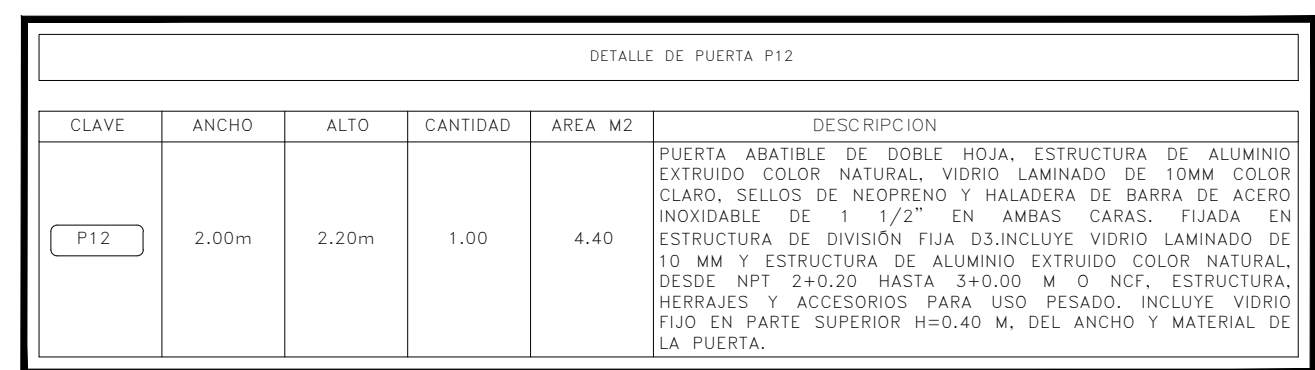 DETALLE DE PUERTA P12
CLAVE ANCHO ALTO CANTIDAD AREA M2 DESCRIPCION
P12 2.00m 2.20m 1.00 4.40
PUERTA ABATIBLE DE DOBLE HOJA, ESTRUCTURA DE ALUMINIO
EXTRUIDO COLOR NATURAL, VIDRIO LAMINADO DE 10MM COLOR
CLARO, SELLOS DE NEOPRENO Y HALADERA DE BARRA DE ACERO
INOXIDABLE DE 1 1/2” EN AMBAS CARAS. FIJADA EN
ESTRUCTURA DE DIVISIÓN FIJA D3.INCLUYE VIDRIO LAMINADO DE
10 MM Y ESTRUCTURA DE ALUMINIO EXTRUIDO COLOR NATURAL,
DESDE NPT 2+0.20 HASTA 3+0.00 M O NCF, ESTRUCTURA,
HERRAJES Y ACCESORIOS PARA USO PESADO. INCLUYE VIDRIO
FIJO EN PARTE SUPERIOR H=0.40 M, DEL ANCHO Y MATERIAL DE
LA PUERTA.